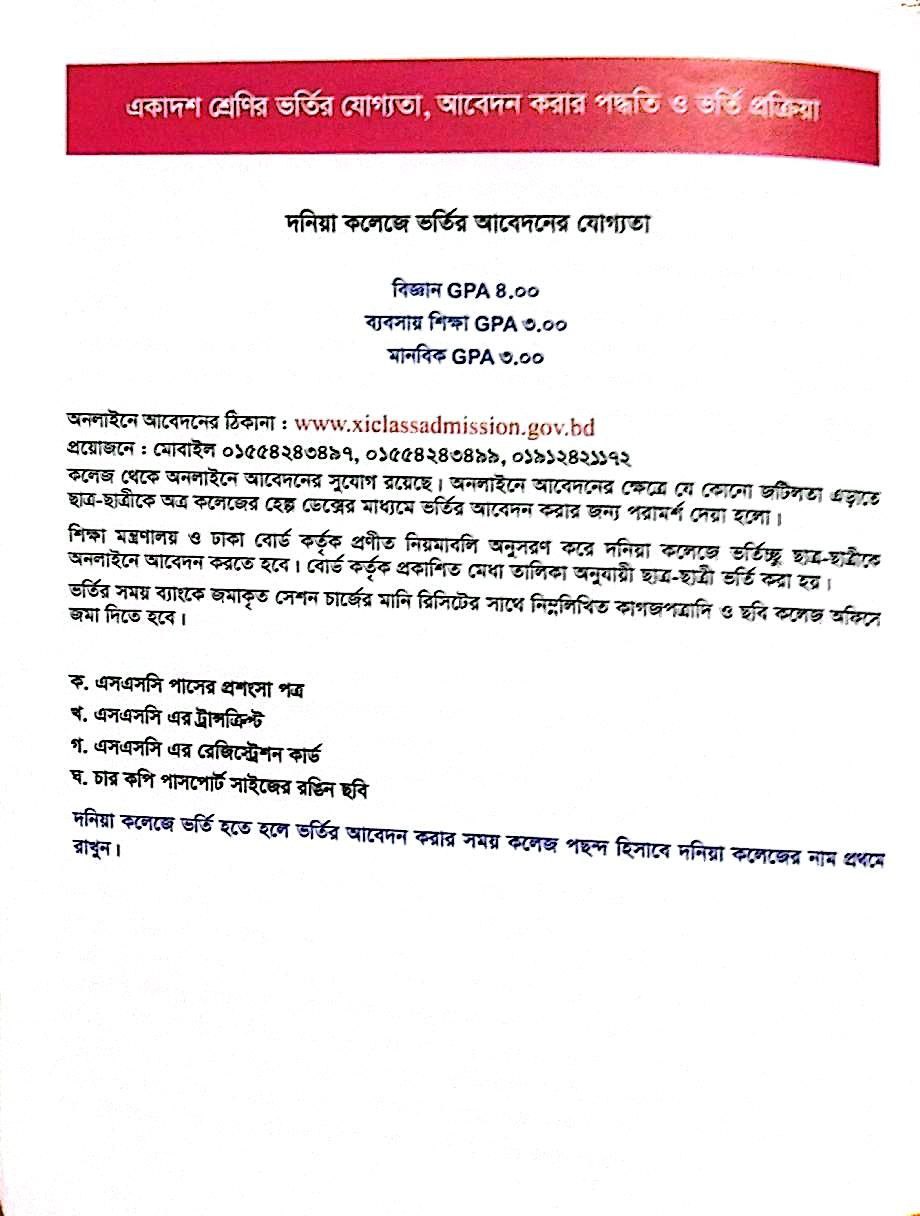 একাদশ শ্রেণির ভর্তির যোগ্যতা, আবেদন করার পদ্ধতি ও ভর্তি প্রক্রিয়া
দনিয়া কলেজে ভর্তির আবেদনের যোগ্যতা
বিজ্ঞান GPA ৪.০০
ব্যবসায় শিক্ষা GPA ৩.০০
মানবিক GPA ৩.০০
অনলাইনে আবেদনের ঠিকানা : www.xiclassadmission.gov.bd
প্রয়োজনে : মোবাইল ০১৫৫৪২৪৩৪৯৭, ০১৫৫৪২৪৩৪৯৯, ০১৯১২৪২১১৭২
কলেজ থেকে অনলাইনে আবেদনের সুযোগ রয়েছে। অনলাইনে আবেদনের ক্ষেত্রে যে কোনো জটিলতা এড়াতে
ছাত্র-ছাত্রীকে অত্র কলেজের হেল্প ডেস্কের মাধ্যমে ভর্তির আবেদন করার জন্য পরামর্শ দেয়া হলো।
শিক্ষা মন্ত্রণালয় ও ঢাকা বোর্ড কর্তৃক প্রণীত নিয়মাবলি অনুসরণ করে দনিয়া কলেজে ভর্তিচ্ছু ছাত্র-ছাত্রীকে
অনলাইনে আবেদন করতে হবে। বোর্ড কর্তৃক প্রকাশিত মেধা তালিকা অনুযায়ী ছাত্র-ছাত্রী ভর্তি করা হয়।
ভর্তির সময় ব্যাংকে জমাকৃত সেশন চার্জের মানি রিসিটের সাথে নিম্নলিখিত কাগজপত্রাদি ও ছবি কলেজ অফিসে
জমা দিতে হবে।
ক. এসএসসি পাসের প্রশংসা পত্র
খ. এসএসসি এর ট্রান্সক্রিপ্ট
গ. এসএসসি এর রেজিস্ট্রেশন কার্ড
ঘ. চার কপি পাসপোর্ট সাইজের রঙিন ছবি
দনিয়া কলেজে ভর্তি হতে হলে ভর্তির আবেদন করার সময় কলেজ পছন্দ হিসাবে দনিয়া কলেজের নাম প্রথমে
রাখুন।